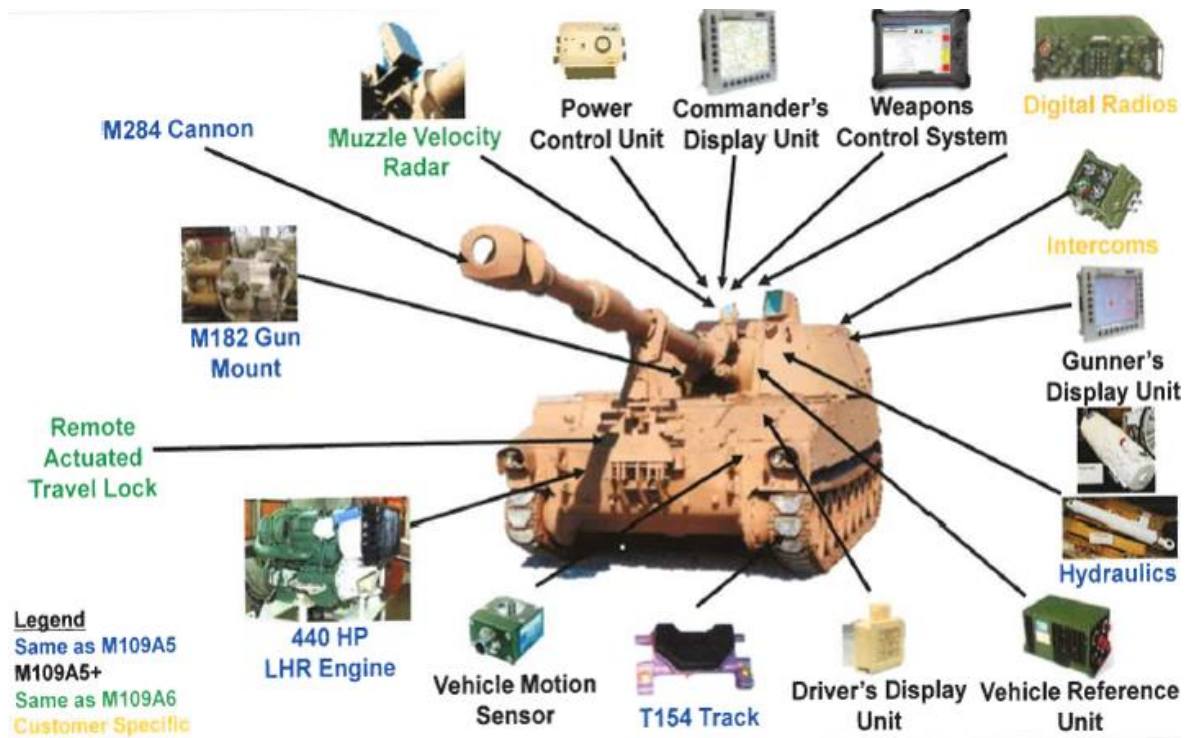 M284 Cannon
Muzzle Velocity
Radar
Power
Control Unit
Commander's
Display Unit
Weapons
Control System
Digital Radios
Intercoms
M182 Gun
Mount
Gunner's
Display Unit
Remote
Actuated
Travel Lock
Hydraulics
440 HP
LHR Engine
Vehicle Motion
Sensor
T154 Track
Driver's Display
Unit
Vehicle Reference
Unit
Legend
Same as M109A5
M109A5+
Same as M109A6
Customer Specific